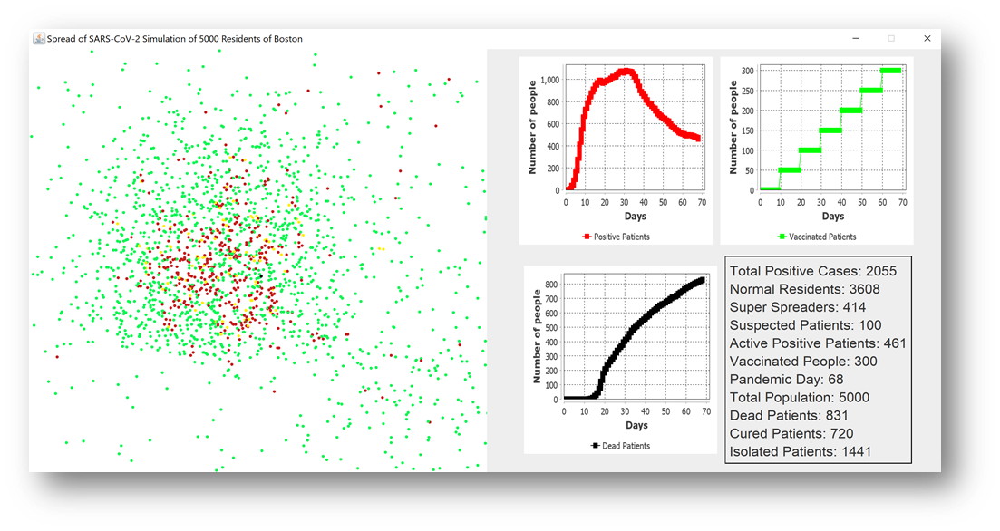 Spread of SARS-CoV-2 Simulation of 5000 Residents of Boston
Number of people
1,000
800
600
400
200
0
0 10 20 30 40 50 60 70
Days
Positive Patients
Number of people
300
250
200
150
100
50
0
0 10 20 30 40 50 60 70
Days
Vaccinated Patients
Number of people
800
700
600
500
400
300
200
100
0
0 10 20 30 40 50 60 70
Days
Dead Patients
Total Positive Cases: 2055
Normal Residents: 3608
Super Spreaders: 414
Suspected Patients: 100
Active Positive Patients: 461
Vaccinated People: 300
Pandemic Day: 68
Total Population: 5000
Dead Patients: 831
Cured Patients: 720
Isolated Patients: 1441